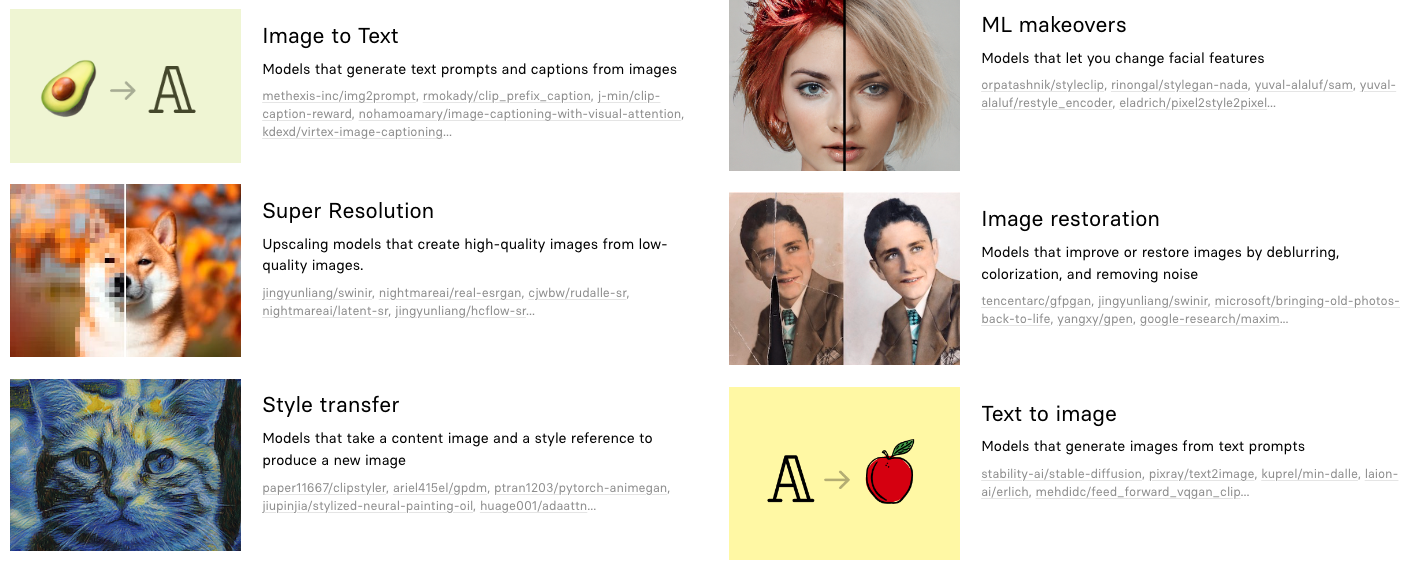 A
Image to Text
Models that generate text prompts and captions from images
methexis-inc/img2prompt, rmokady/clip_prefix_caption, j-min/clip-
caption-reward, nohamoamary/image-captioning-with-visual-attention,
kdexd/virtex-image-captioning...
Super Resolution
Upscaling models that create high-quality images from low-
quality images.
jingyunliang/swinir, nightmareai/real-esrgan, cjwbw/rudalle-sr,
nightmareai/latent-sr, jingyunliang/hcflow-sr...
Style transfer
Models that take a content image and a style reference to
produce a new image
paper11667/clipstyler, ariel415el/gpdm, ptran1203/pytorch-animegan,
jiupinjia/stylized-neural-painting-oil, huage001/adaattn...
ML makeovers
Models that let you change facial features
orpatashnik/styleclip, rinongal/stylegan-nada, yuval-alaluf/sam, yuval-
alaluf/restyle_encoder, eladrich/pixel2style2pixel...
Image restoration
Models that improve or restore images by deblurring,
colorization, and removing noise
tencentarc/gfpgan, jingyunliang/swinir, microsoft/bringing-old-photos-
back-to-life, yangxy/gpen, google-research/maxim...
A
Text to image
Models that generate images from text prompts
stability-ai/stable-diffusion, pixray/text2image, kuprel/min-dalle, laion-
ai/erlich, mehdidc/feed_forward_vqgan_clip...